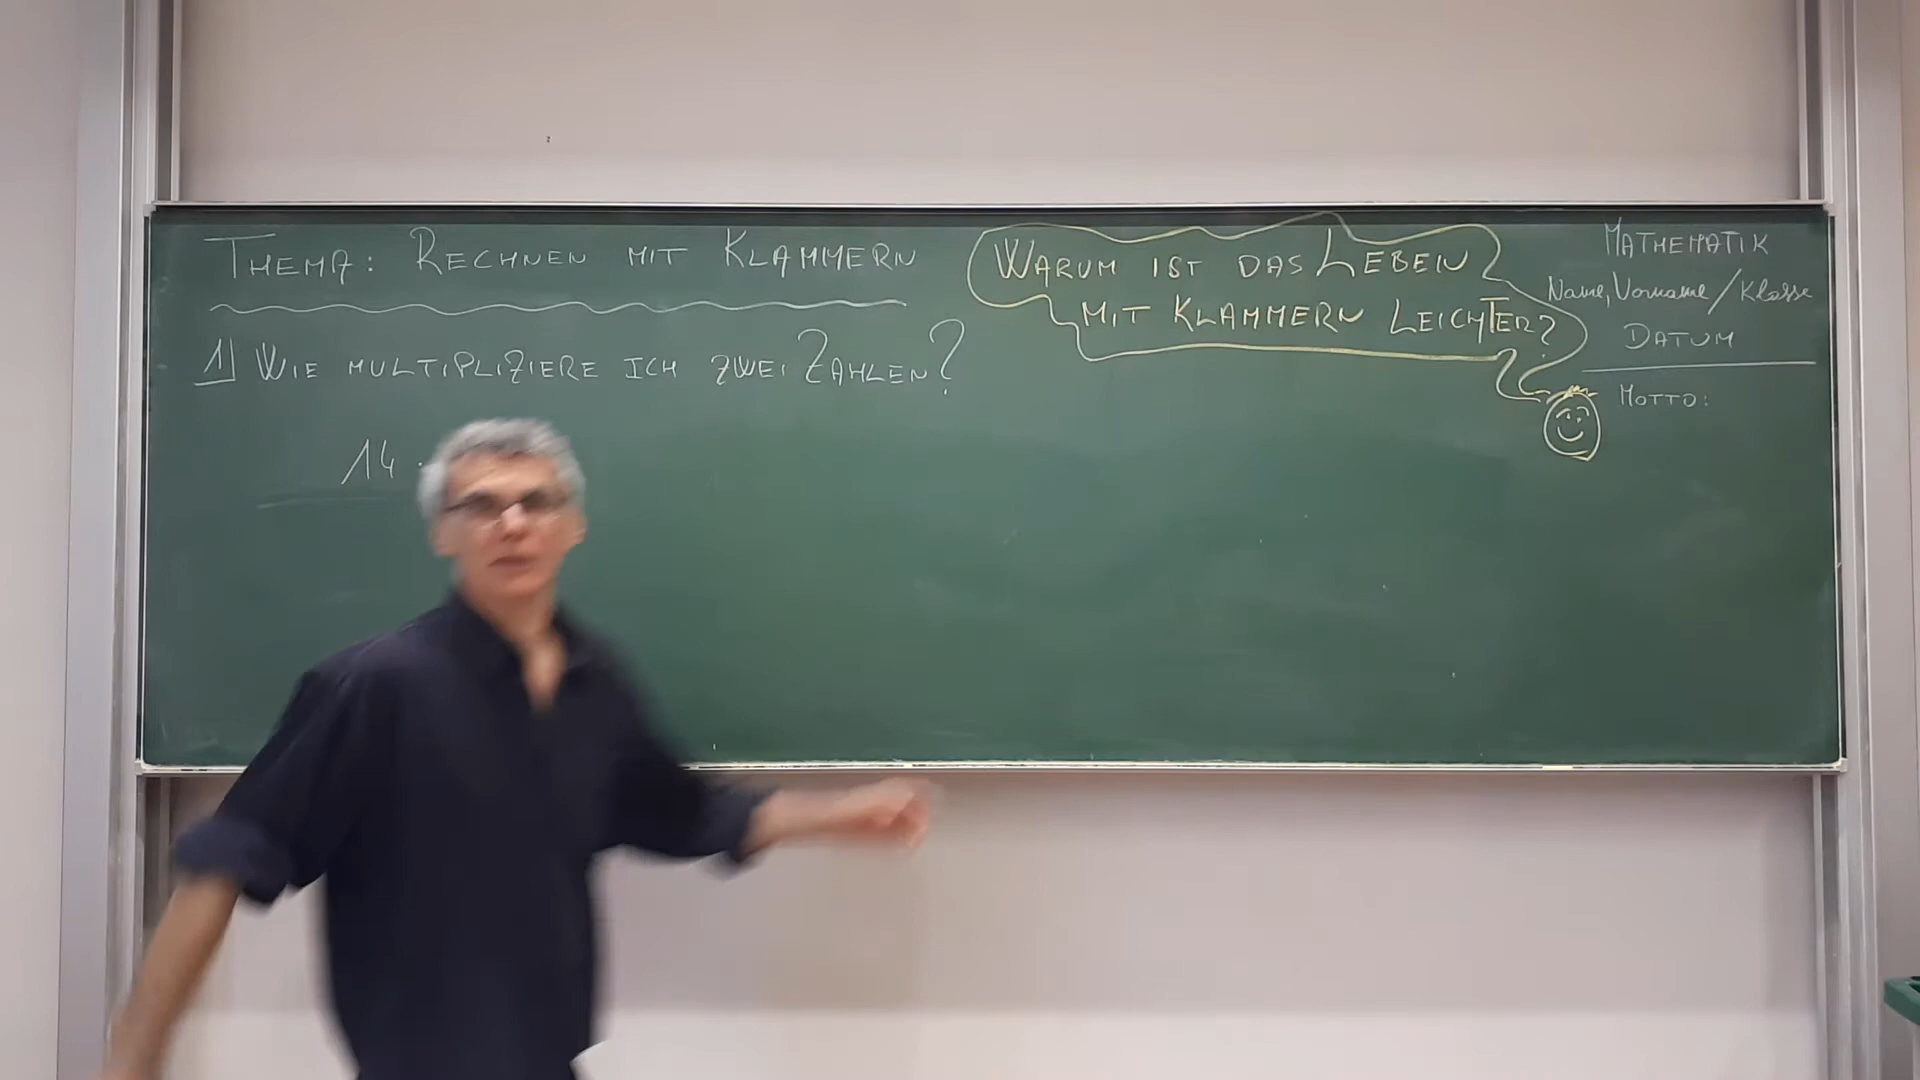 THEMA: RECHNEN MIT KLAMMERN
1) WIE MULTIPLIZIERE ICH ZWEI ZAHLEN?
14 ·
WARUM IST DAS LEBEN
MIT KLAMMERN LEICHTER?
MATHEMATIK
Name, Vorname / Klasse
DATUM
MOTTO: